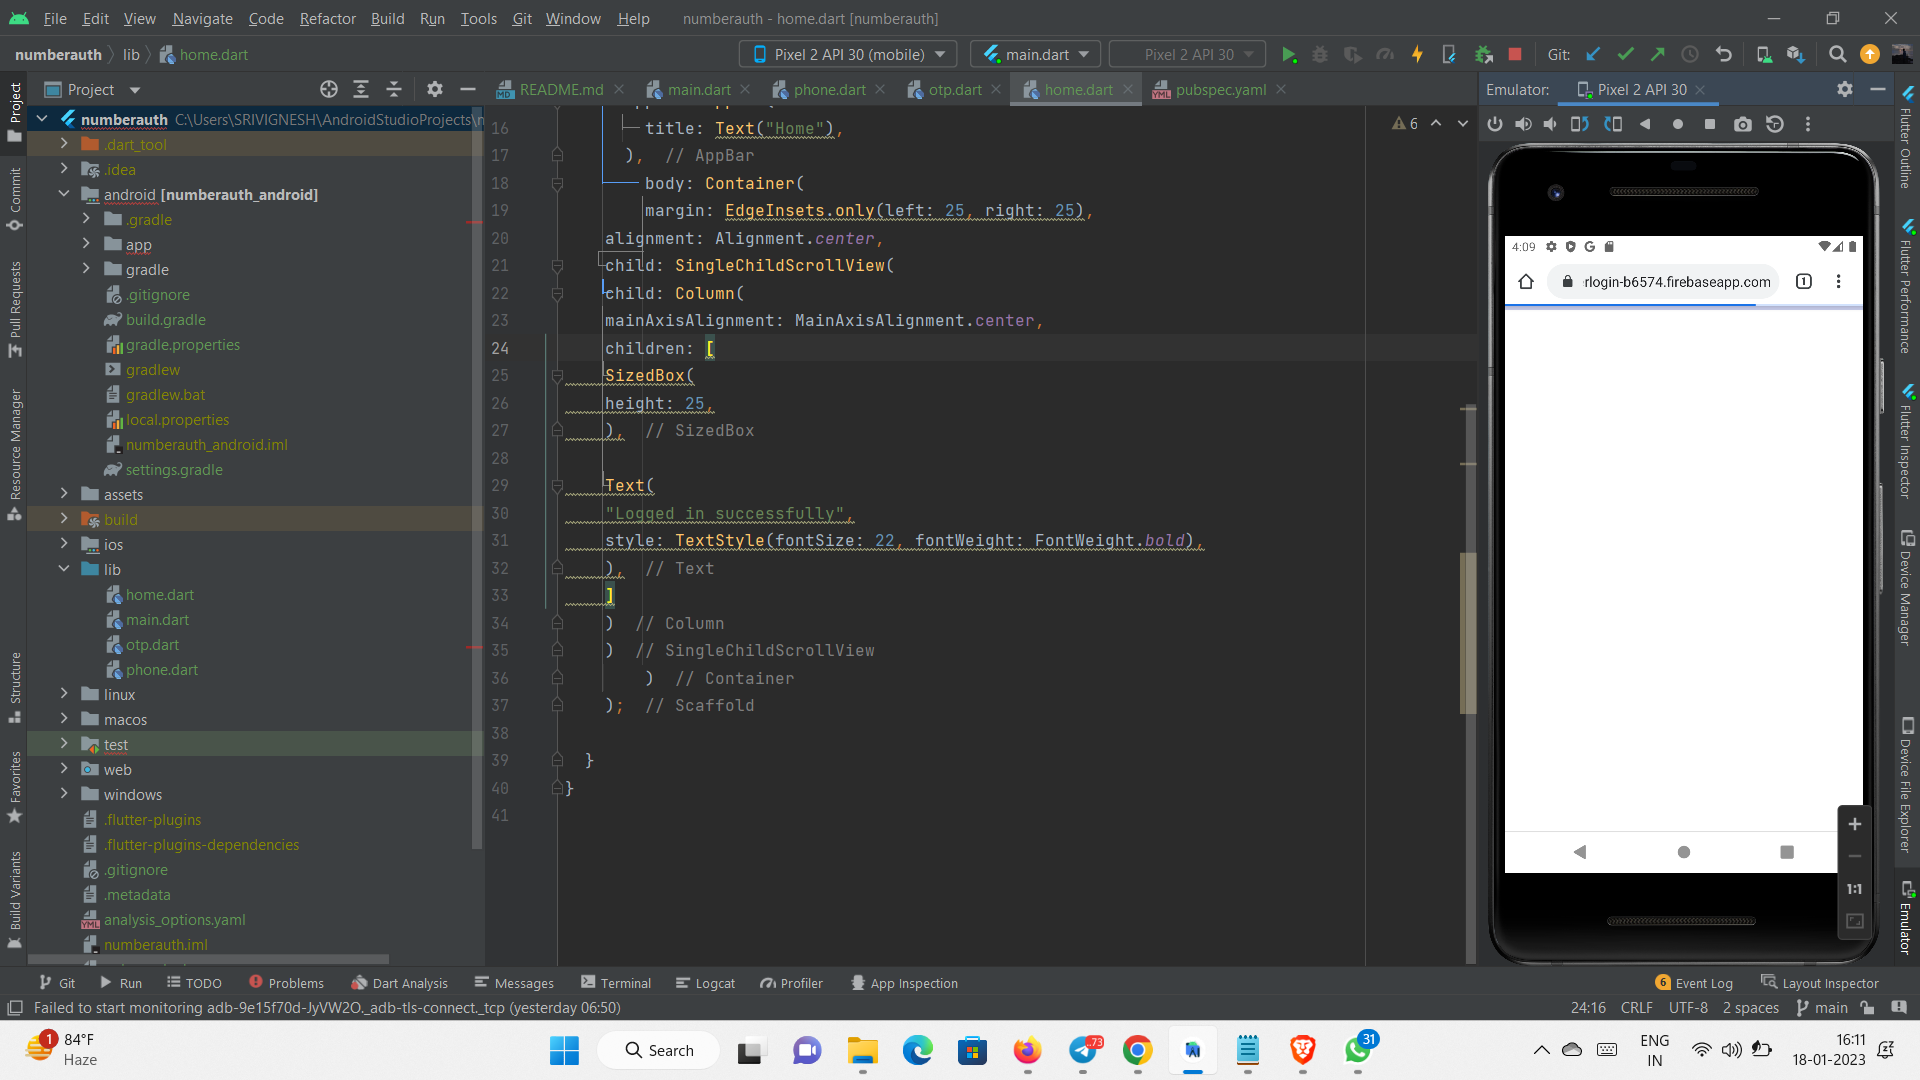 File Edit View Navigate Code Refactor Build Run Tools Git Window Help numberauth - home.dart [numberauth]
numberauth lib home.dart Pixel 2 API 30 (mobile) main.dart Pixel 2 API 30 Git:
Project README.md main.dart phone.dart otp.dart home.dart pubspec.yaml Emulator: Pixel 2 API 30
numberauth C:\Users\SRIVIGNESH\AndroidStudioProjects\n
.dart_tool
.idea
android [numberauth_android]
.gradle
app
gradle
.gitignore
build.gradle
gradle.properties
gradlew
gradlew.bat
local.properties
numberauth_android.iml
settings.gradle
assets
build
ios
lib
home.dart
main.dart
otp.dart
phone.dart
linux
macos
test
web
windows
.flutter-plugins
.flutter-plugins-dependencies
.gitignore
.metadata
analysis_options.yaml
numberauth.iml
Project
Commit
Pull Requests
Resource Manager
Structure
Favorites
Build Variants
6
16 title: Text("Home"),
17 ), // AppBar
18 body: Container(
19 margin: EdgeInsets.only(left: 25, right: 25),
20 alignment: Alignment.center,
21 child: SingleChildScrollView(
22 child: Column(
23 mainAxisAlignment: MainAxisAlignment.center,
24 children: [
25 SizedBox(
26 height: 25,
27 ), // SizedBox
28
29 Text(
30 "Logged in successfully",
31 style: TextStyle(fontSize: 22, fontWeight: FontWeight.bold),
32 ), // Text
33 ]
34 ) // Column
35 ) // SingleChildScrollView
36 ) // Container
37 ); // Scaffold
38
39 }
40 }
41
4:09
rlogin-b6574.firebaseapp.com 1
1:1
Flutter Outline
Flutter Performance
Flutter Inspector
Device Manager
Device File Explorer
Emulator
Git Run TODO Problems Dart Analysis Messages Terminal Logcat Profiler App Inspection 6 Event Log Layout Inspector
Failed to start monitoring adb-9e15f70d-JyVW2O._adb-tls-connect._tcp (yesterday 06:50) 24:16 CRLF UTF-8 2 spaces main
1 84°F
Haze
Search
..73
31
ENG
IN
16:11
18-01-2023